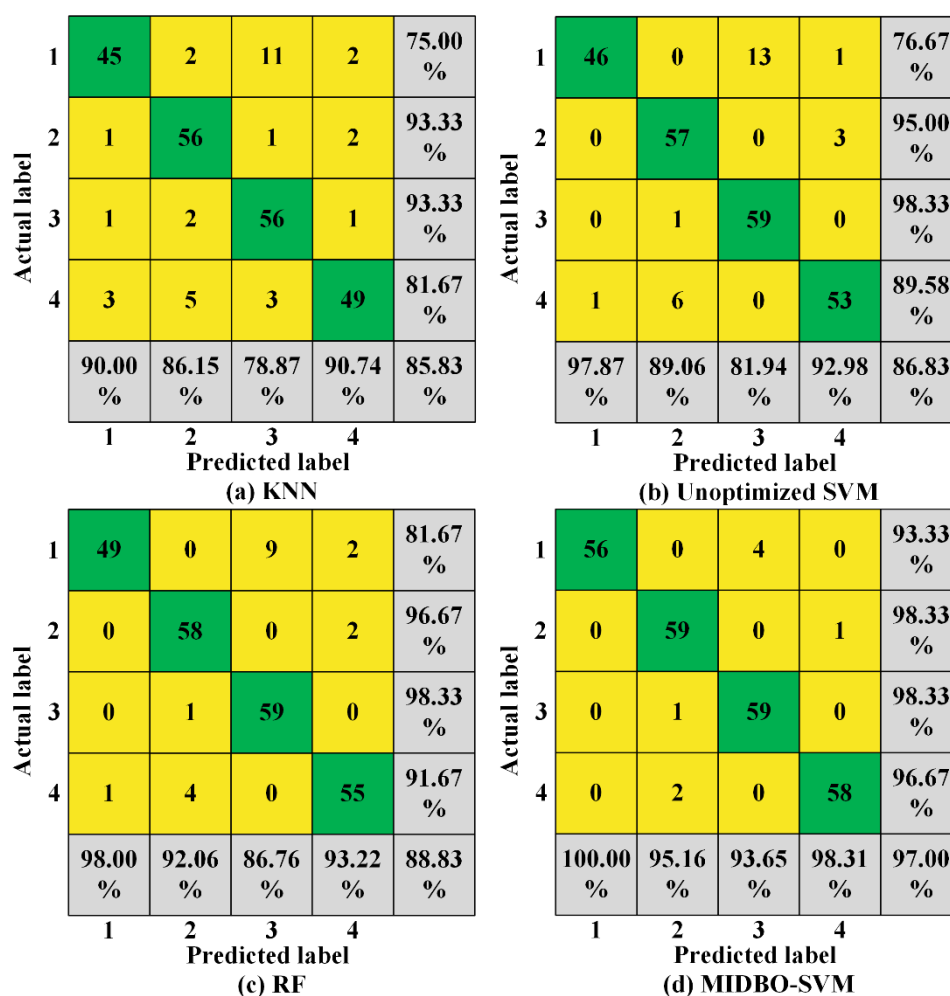 1 45 2 11 2 75.00 %
2 1 56 1 2 93.33 %
3 1 2 56 1 93.33 %
4 3 5 3 49 81.67 %
90.00 % 86.15 % 78.87 % 90.74 % 85.83 %
1 2 3 4
Actual label
Predicted label
(a) KNN
1 46 0 13 1 76.67 %
2 0 57 0 3 95.00 %
3 0 1 59 0 98.33 %
4 1 6 0 53 89.58 %
97.87 % 89.06 % 81.94 % 92.98 % 86.83 %
1 2 3 4
Actual label
Predicted label
(b) Unoptimized SVM
1 49 0 9 2 81.67 %
2 0 58 0 2 96.67 %
3 0 1 59 0 98.33 %
4 1 4 0 55 91.67 %
98.00 % 92.06 % 86.76 % 93.22 % 88.83 %
1 2 3 4
Actual label
Predicted label
(c) RF
1 56 0 4 0 93.33 %
2 0 59 0 1 98.33 %
3 0 1 59 0 98.33 %
4 0 2 0 58 96.67 %
100.00 % 95.16 % 93.65 % 98.31 % 97.00 %
1 2 3 4
Actual label
Predicted label
(d) MIDBO-SVM